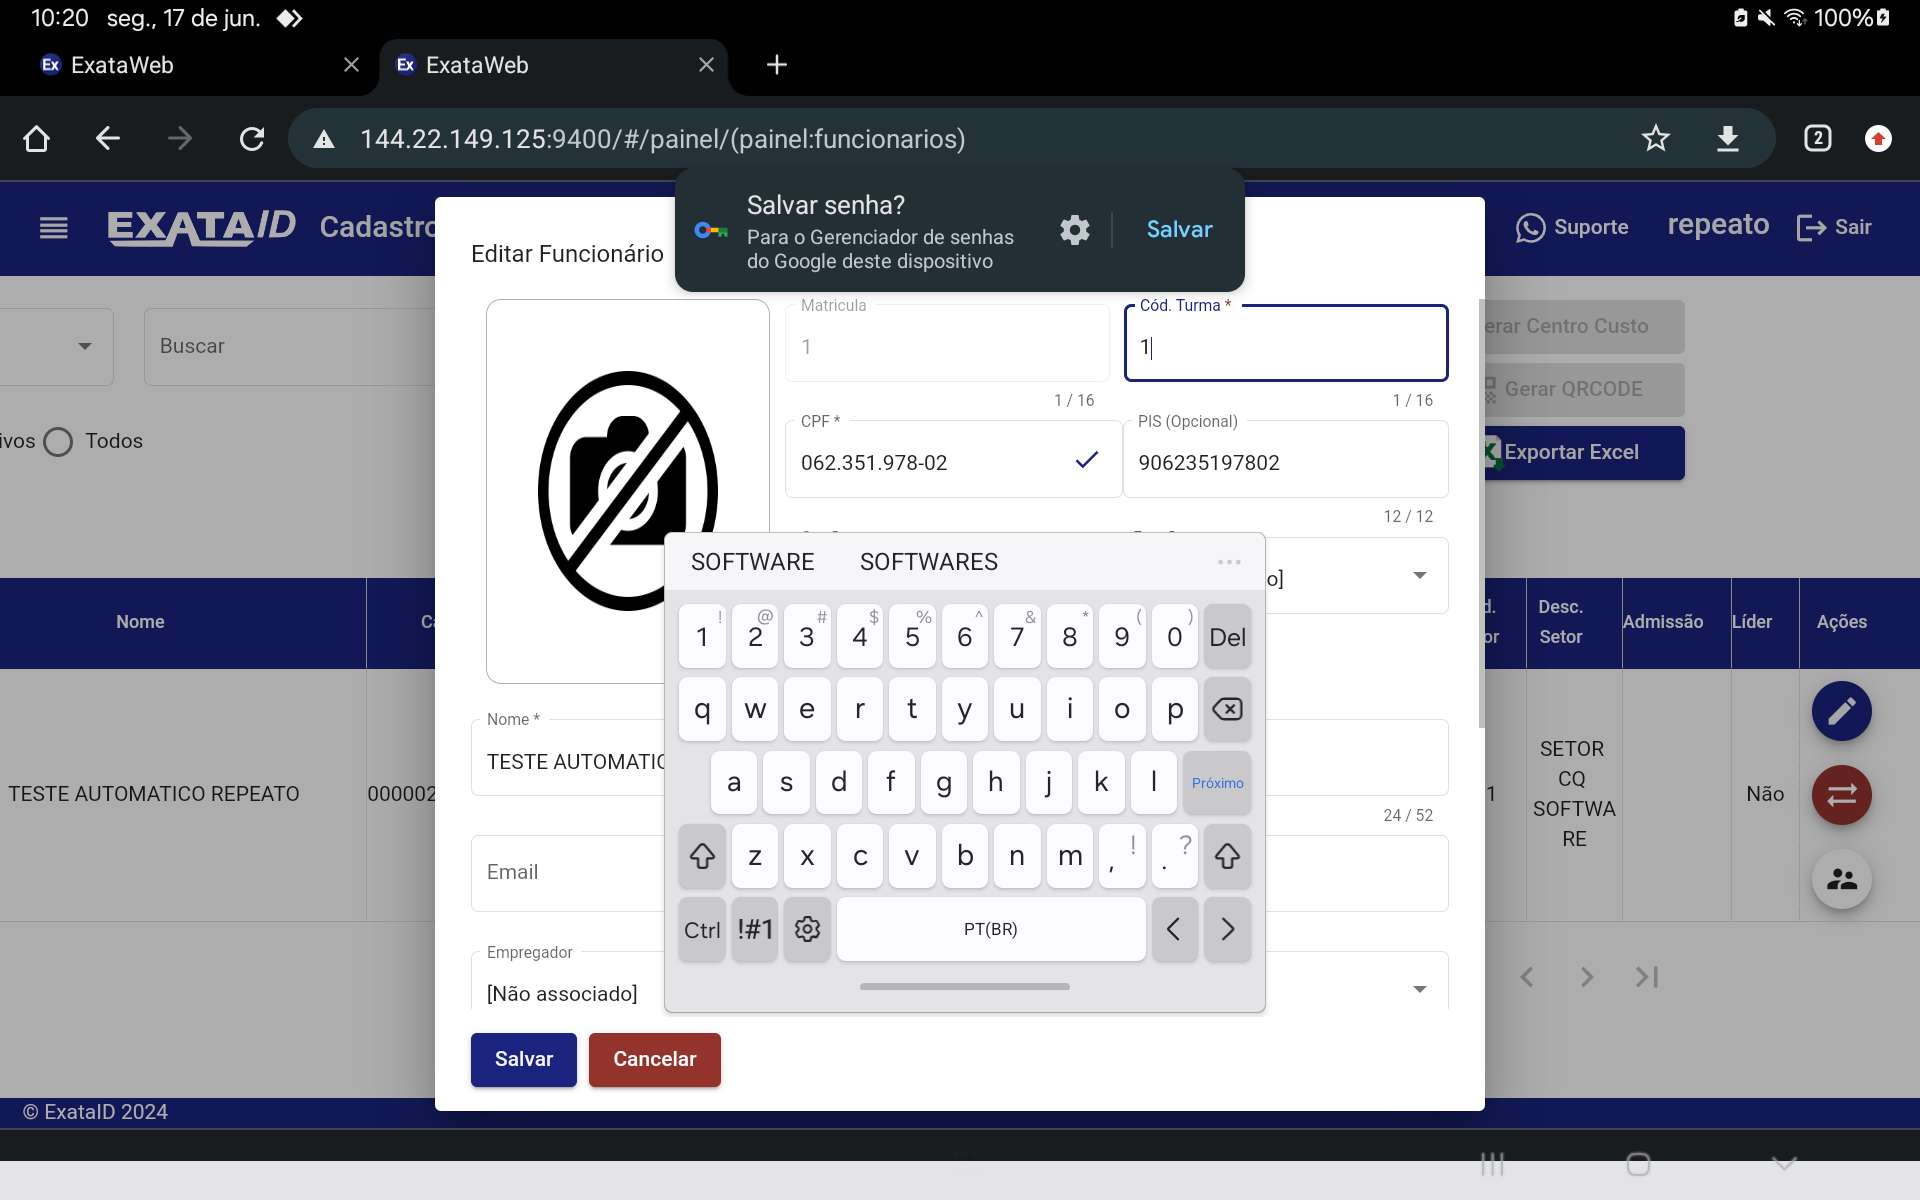 10:20 seg., 17 de jun. 100%
Ex ExataWeb Ex ExataWeb
144.22.149.125:9400/#/painel/(painel:funcionarios) 2
EXATAID Cadastro Suporte repeato Sair
Salvar senha?
Para o Gerenciador de senhas
do Google deste dispositivo
Salvar
Editar Funcionário
Matricula
1
1 / 16
Cód. Turma *
1
1 / 16
CPF *
062.351.978-02
PIS (Opcional)
906235197802
12 / 12
o]
Buscar
ivos Todos
erar Centro Custo
Gerar QRCODE
Exportar Excel
Nome
d.
or
Desc.
Setor
Admissão
Líder
Ações
TESTE AUTOMATICO REPEATO
000002
1
SETOR
CQ
SOFTWA
RE
Não
Nome *
TESTE AUTOMATIC
24 / 52
Email
Empregador
[Não associado]
Salvar Cancelar
SOFTWARE SOFTWARES ...
! @ # $ % ^ & * ( )
1 2 3 4 5 6 7 8 9 0 Del
q w e r t y u i o p
a s d f g h j k l Próximo
z x c v b n m , ! . ?
Ctrl !#1 PT(BR) < >
© ExataID 2024